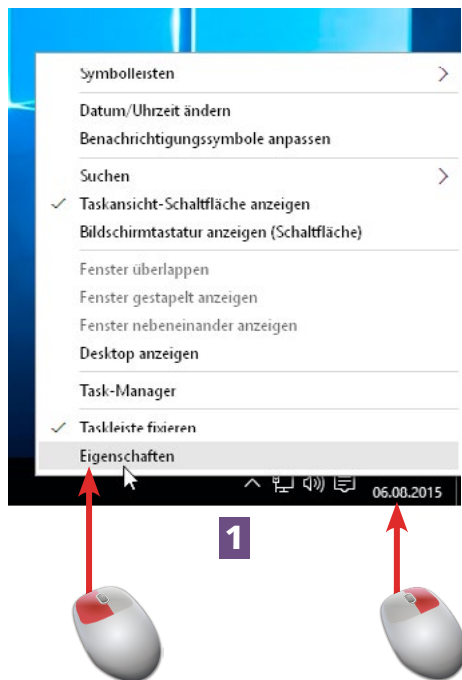 Symbolleisten
Datum/Uhrzeit ändern
Benachrichtigungssymbole anpassen
Suchen
Taskansicht-Schaltfläche anzeigen
Bildschirmtastatur anzeigen (Schaltfläche)
Fenster überlappen
Fenster gestapelt anzeigen
Fenster nebeneinander anzeigen
Desktop anzeigen
Task-Manager
Taskleiste fixieren
Eigenschaften
06.08.2015
1